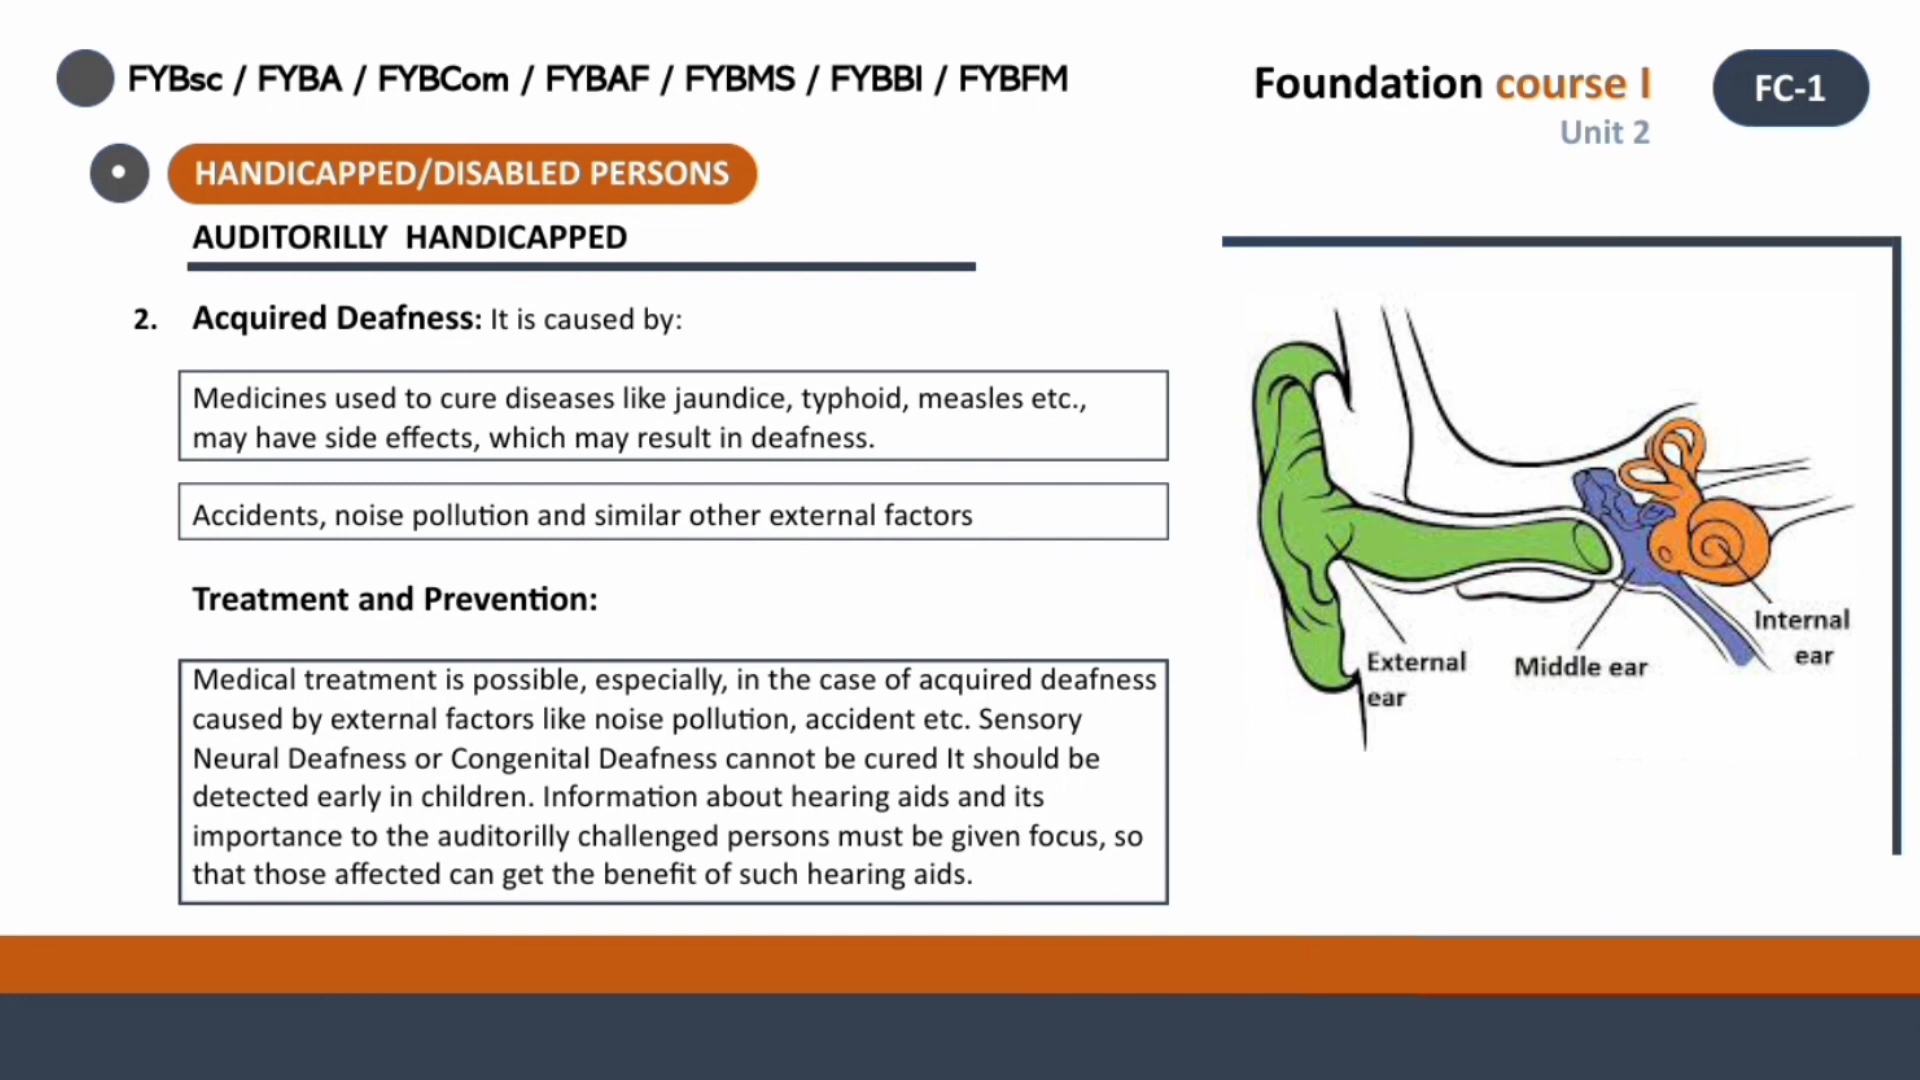 FYBsc / FYBA / FYBCom / FYBAF / FYBMS / FYBBI / FYBFM
Foundation course I
FC-1
Unit 2
HANDICAPPED/DISABLED PERSONS
AUDITORILLY HANDICAPPED
2. Acquired Deafness: It is caused by:
Medicines used to cure diseases like jaundice, typhoid, measles etc.,
may have side effects, which may result in deafness.
Accidents, noise pollution and similar other external factors
Treatment and Prevention:
Medical treatment is possible, especially, in the case of acquired deafness
caused by external factors like noise pollution, accident etc. Sensory
Neural Deafness or Congenital Deafness cannot be cured It should be
detected early in children. Information about hearing aids and its
importance to the auditorilly challenged persons must be given focus, so
that those affected can get the benefit of such hearing aids.
External
ear
Middle ear
Internal
ear